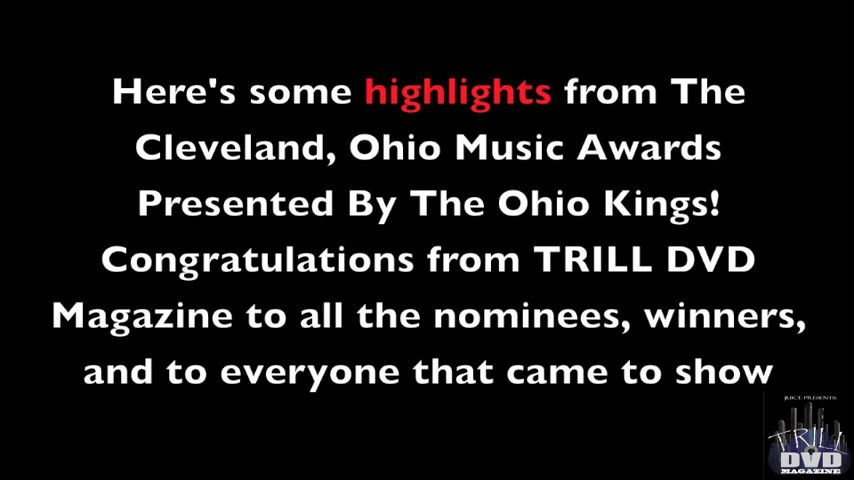 Here's some highlights from The
Cleveland, Ohio Music Awards
Presented By The Ohio Kings!
Congratulations from TRILL DVD
Magazine to all the nominees, winners,
and to everyone that came to show
JUICE PRESENTS
TRILL
DVD
MAGAZINE